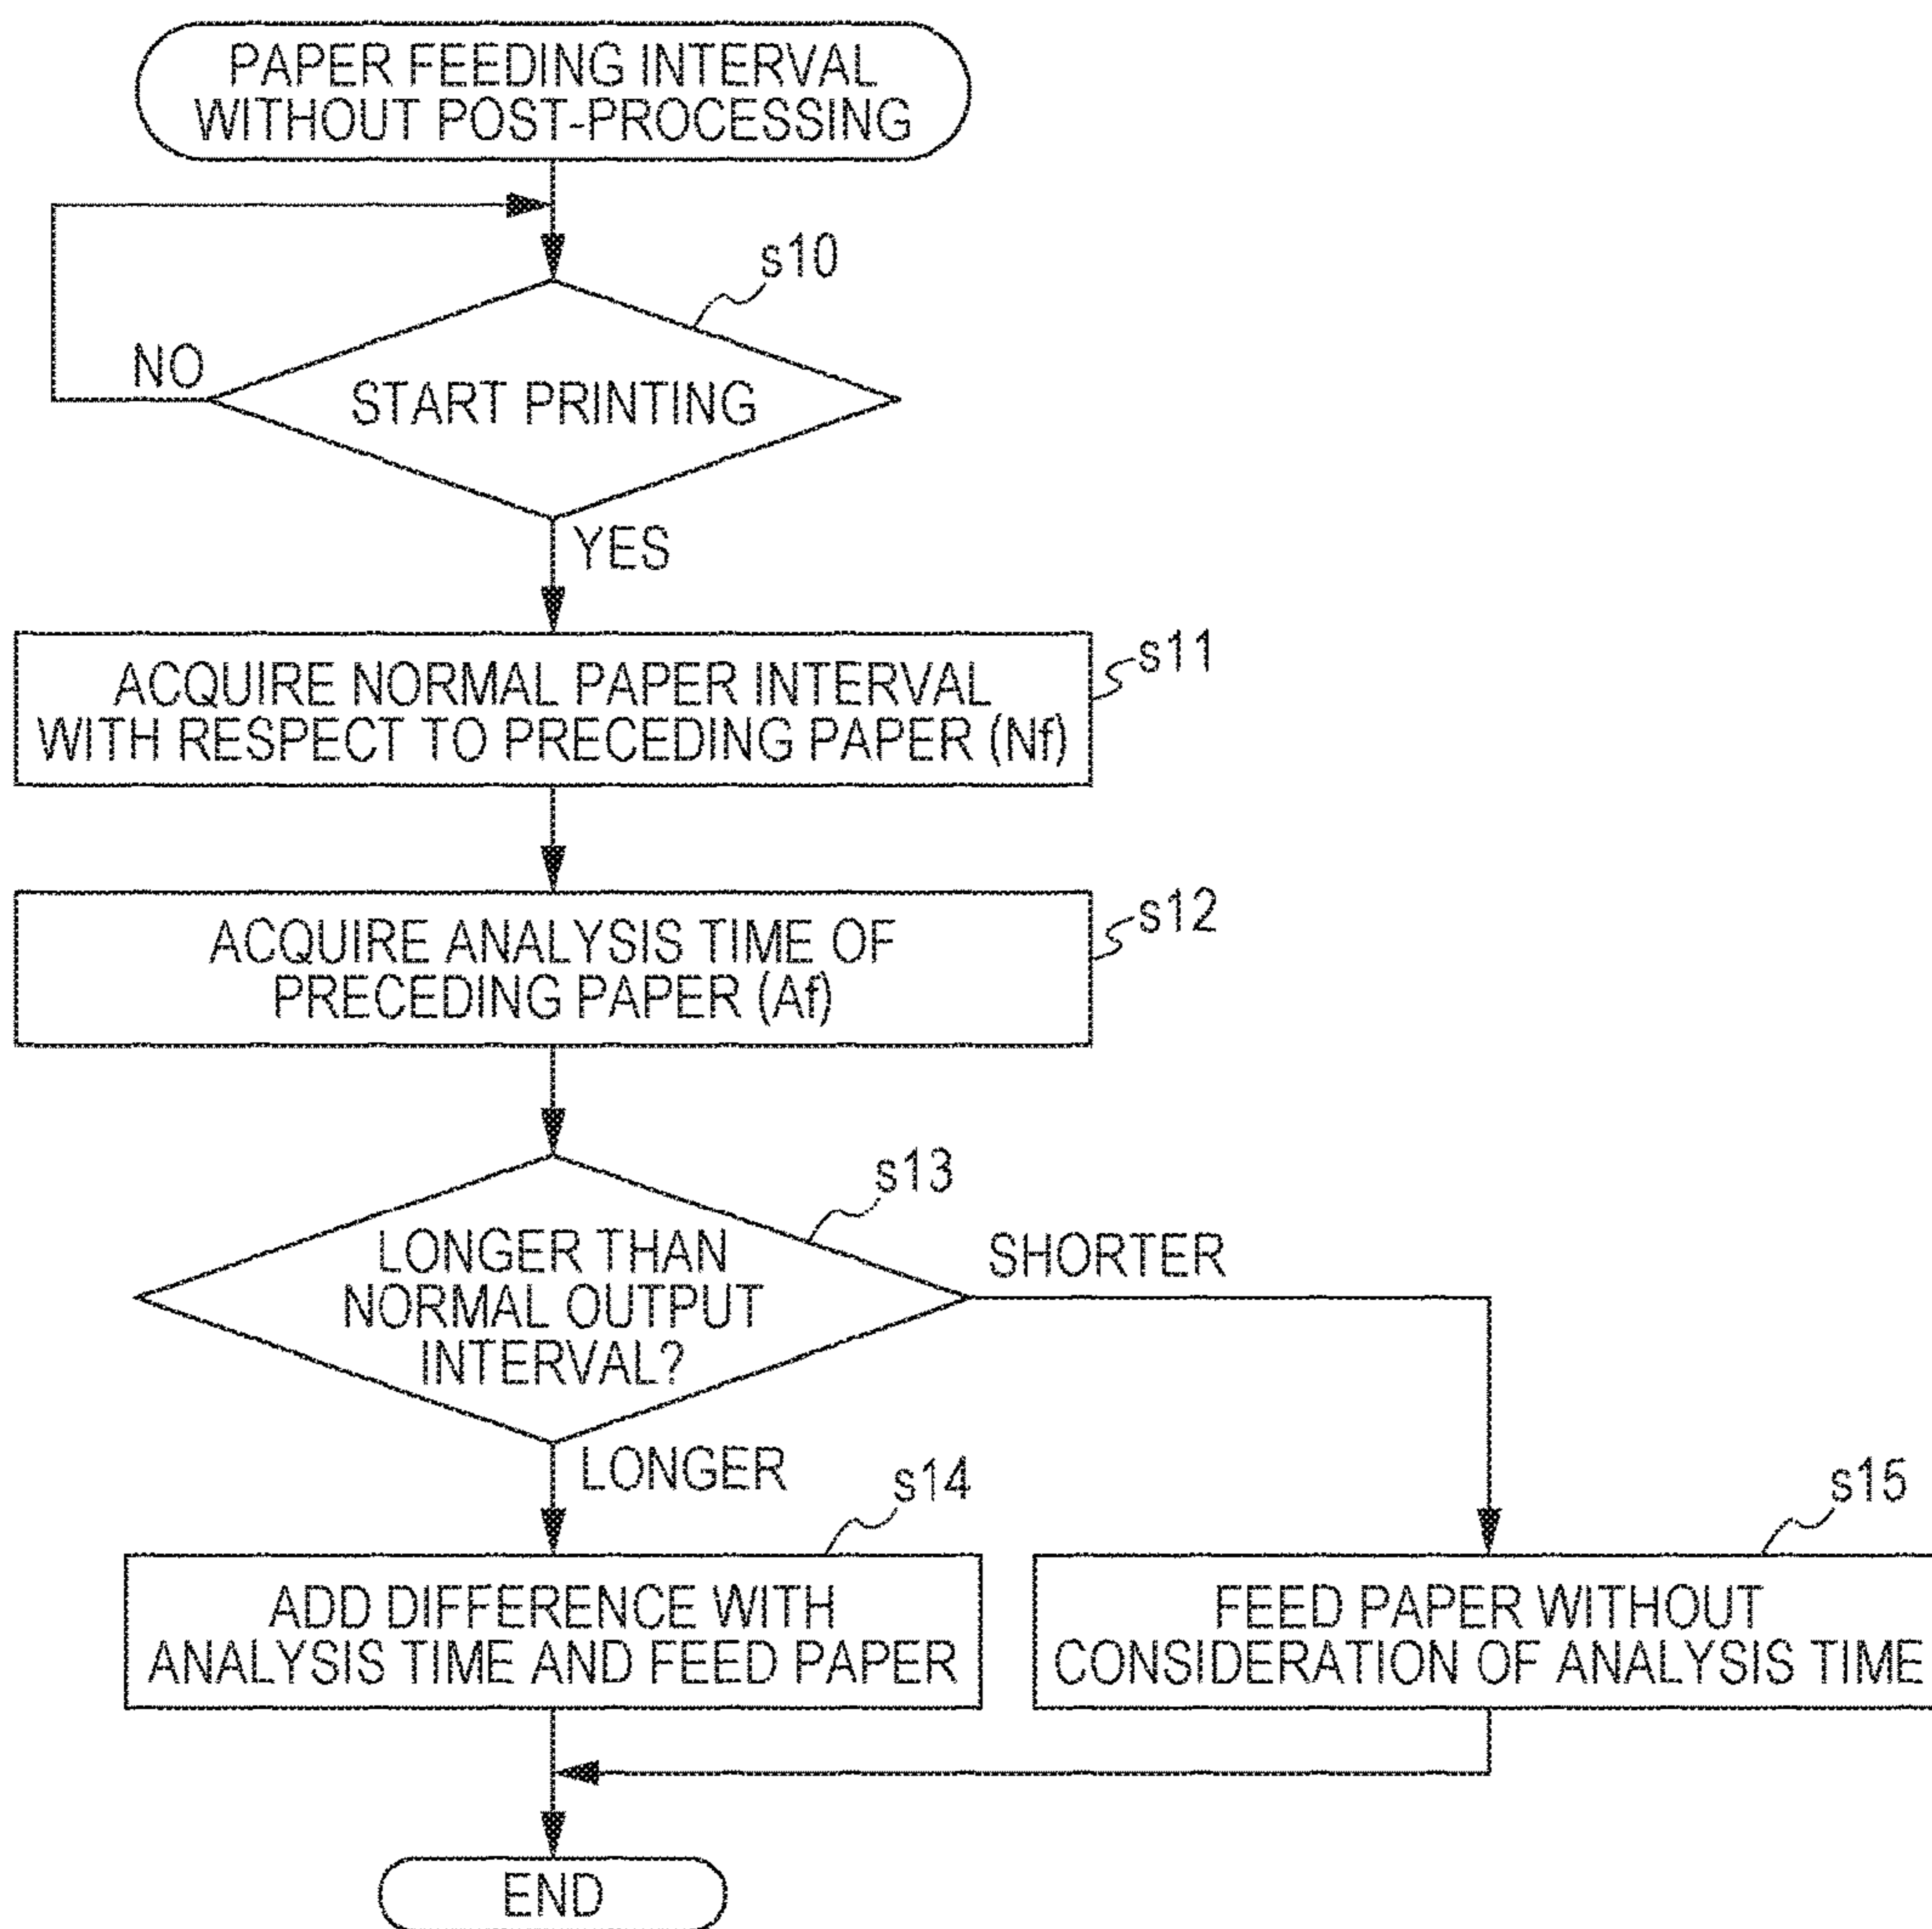 PAPER FEEDING INTERVAL
WITHOUT POST-PROCESSING
s10
NO
START PRINTING
YES
s11
ACQUIRE NORMAL PAPER INTERVAL
WITH RESPECT TO PRECEDING PAPER (Nf)
s12
ACQUIRE ANALYSIS TIME OF
PRECEDING PAPER (Af)
s13
LONGER THAN
NORMAL OUTPUT
INTERVAL?
SHORTER
LONGER
s14
s15
ADD DIFFERENCE WITH
ANALYSIS TIME AND FEED PAPER
FEED PAPER WITHOUT
CONSIDERATION OF ANALYSIS TIME
END